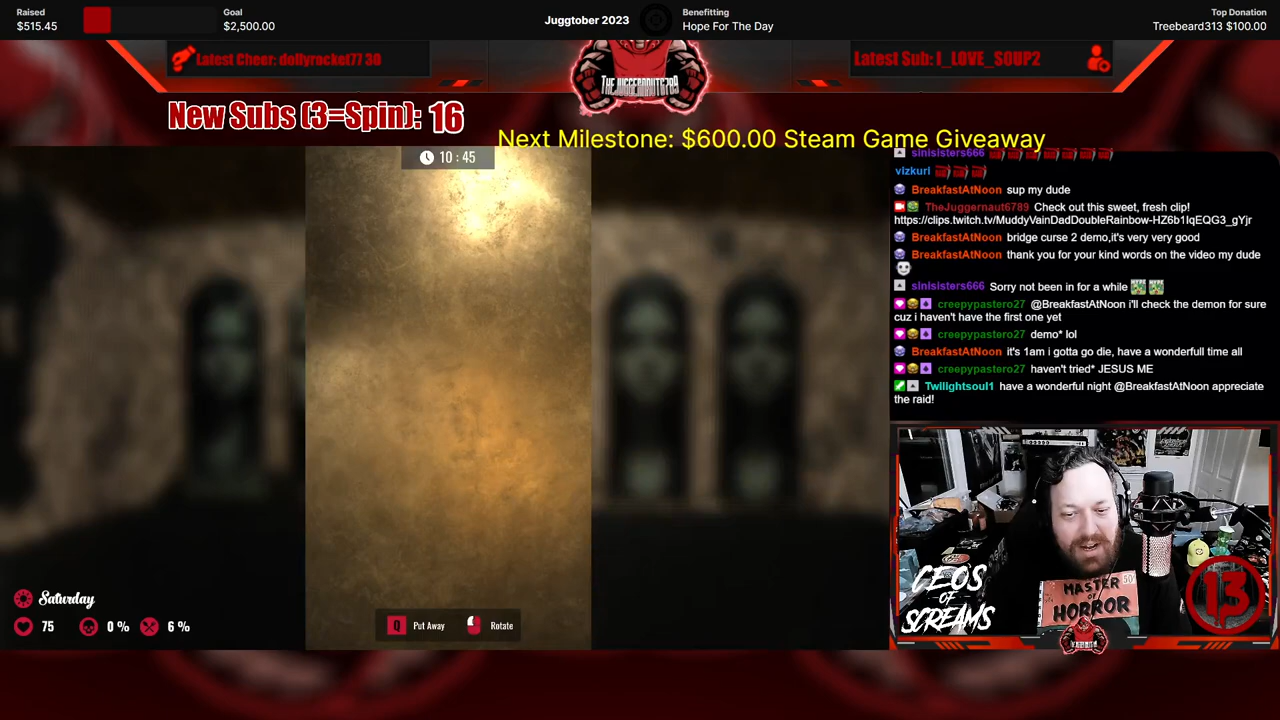 Raised
$515.45
Goal
$2,500.00
Juggtober 2023
Benefitting
Hope For The Day
Top Donation
Treebeard313 $100.00
Latest Cheer: dollyrocket77 30
THEJUGGERNAUT6789
Latest Sub: I_LOVE_SOUP2
New Subs (3=Spin): 16
Next Milestone: $600.00 Steam Game Giveaway
10 : 45
sinisisters666
vizkuri
BreakfastAtNoon sup my dude
TheJuggernaut6789 Check out this sweet, fresh clip!
https://clips.twitch.tv/MuddyVainDadDoubleRainbow-HZ6b1IqEQG3_gYjr
BreakfastAtNoon bridge curse 2 demo,it's very very good
BreakfastAtNoon thank you for your kind words on the video my dude
sinisisters666 Sorry not been in for a while
creepypastero27 @BreakfastAtNoon i'll check the demon for sure
cuz i haven't have the first one yet
creepypastero27 demo* lol
BreakfastAtNoon it's 1am i gotta go die, have a wonderfull time all
creepypastero27 haven't tried* JESUS ME
Twilightsoul1 have a wonderful night @BreakfastAtNoon appreciate
the raid!
CEOS
OF
SCREAMS
MASTER
OF
HORROR
13
Saturday
75
0 %
6 %
Q Put Away
Rotate